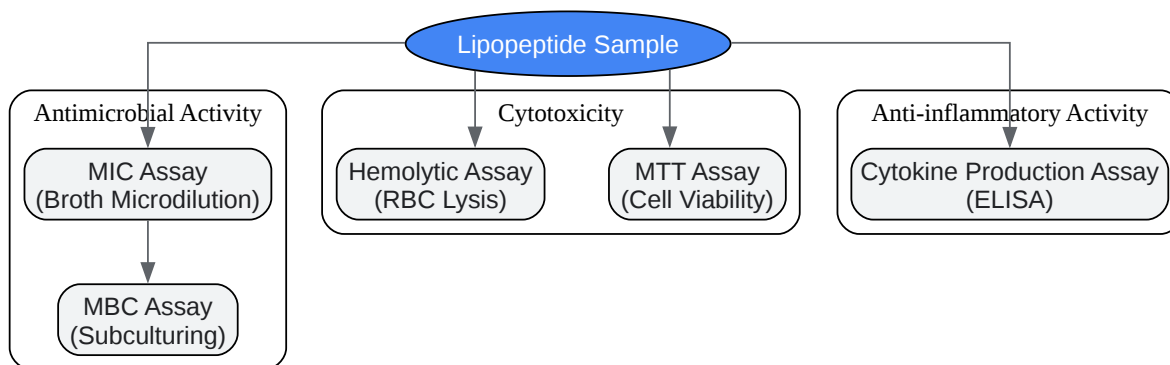 Lipopeptide Sample
Antimicrobial Activity
MIC Assay
(Broth Microdilution)
MBC Assay
(Subculturing)
Cytotoxicity
Hemolytic Assay
(RBC Lysis)
MTT Assay
(Cell Viability)
Anti-inflammatory Activity
Cytokine Production Assay
(ELISA)